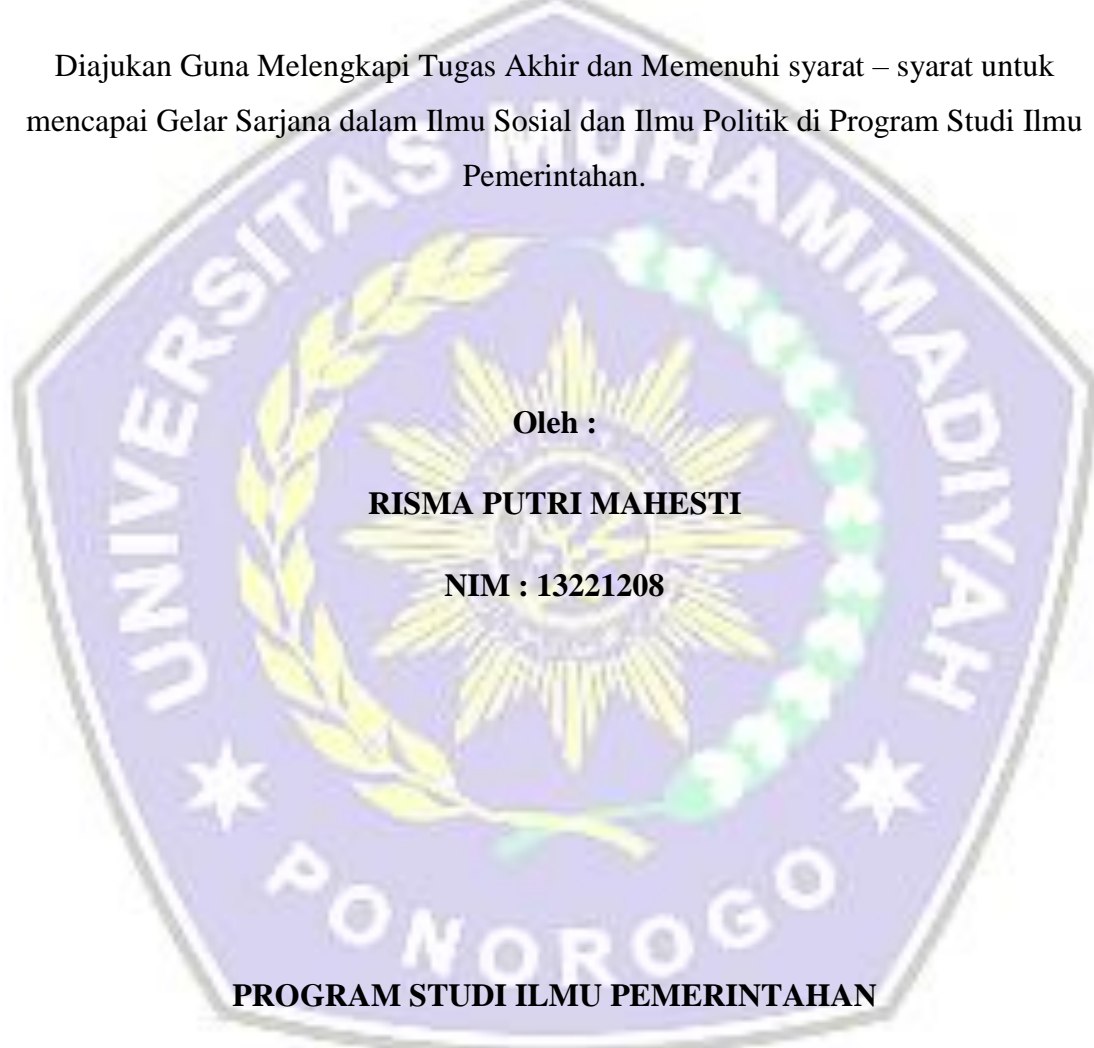 Diajukan Guna Melengkapi Tugas Akhir dan Memenuhi syarat – syarat untuk
mencapai Gelar Sarjana dalam Ilmu Sosial dan Ilmu Politik di Program Studi Ilmu
Pemerintahan.
UNIVERSITAS MUHAMMADIYAH
Oleh :
RISMA PUTRI MAHESTI
NIM : 13221208
PONOROGO
PROGRAM STUDI ILMU PEMERINTAHAN